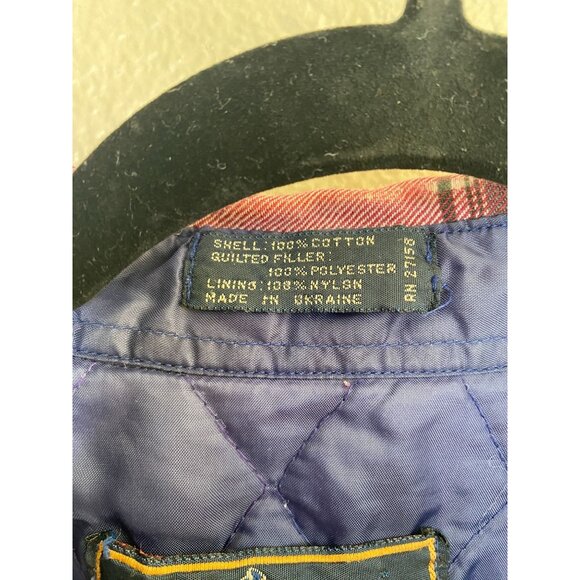 SHELL: 100% COTTON
QUILTED FILLER:
100% POLYESTER
LINING: 100% NYLON
MADE IN UKRAINE
RN 27158